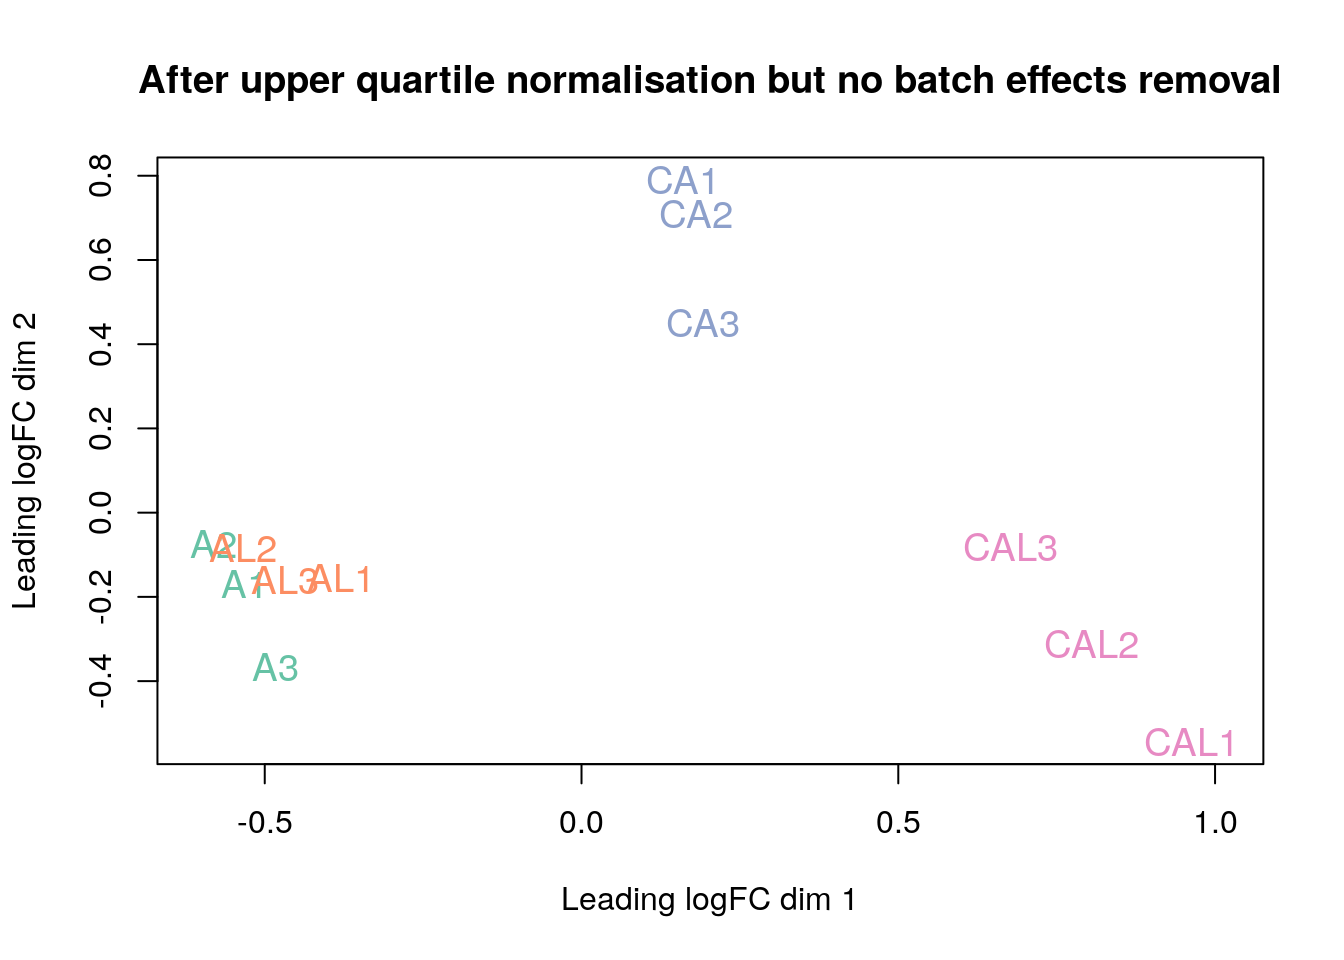 After upper quartile normalisation but no batch effects removal
Leading logFC dim 2
0.8
0.6
0.4
0.2
0.0
-0.2
-0.4
CA1
CA2
CA3
A2
AL2
A1
AL3
AL1
A3
CAL3
CAL2
CAL1
-0.5 0.0 0.5 1.0
Leading logFC dim 1